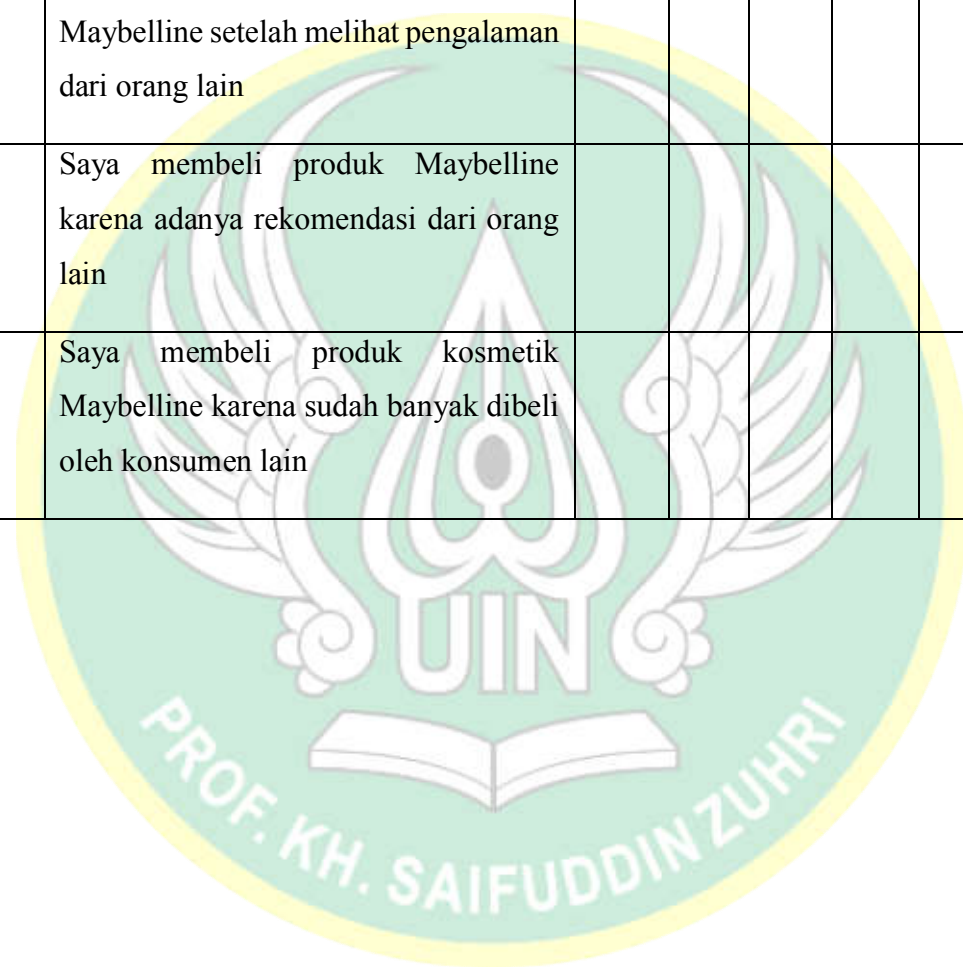 Maybelline setelah melihat pengalaman
dari orang lain
Saya membeli produk Maybelline
karena adanya rekomendasi dari orang
lain
Saya membeli produk kosmetik
Maybelline karena sudah banyak dibeli
oleh konsumen lain
UIN
PROF. KH. SAIFUDDIN ZUHRI